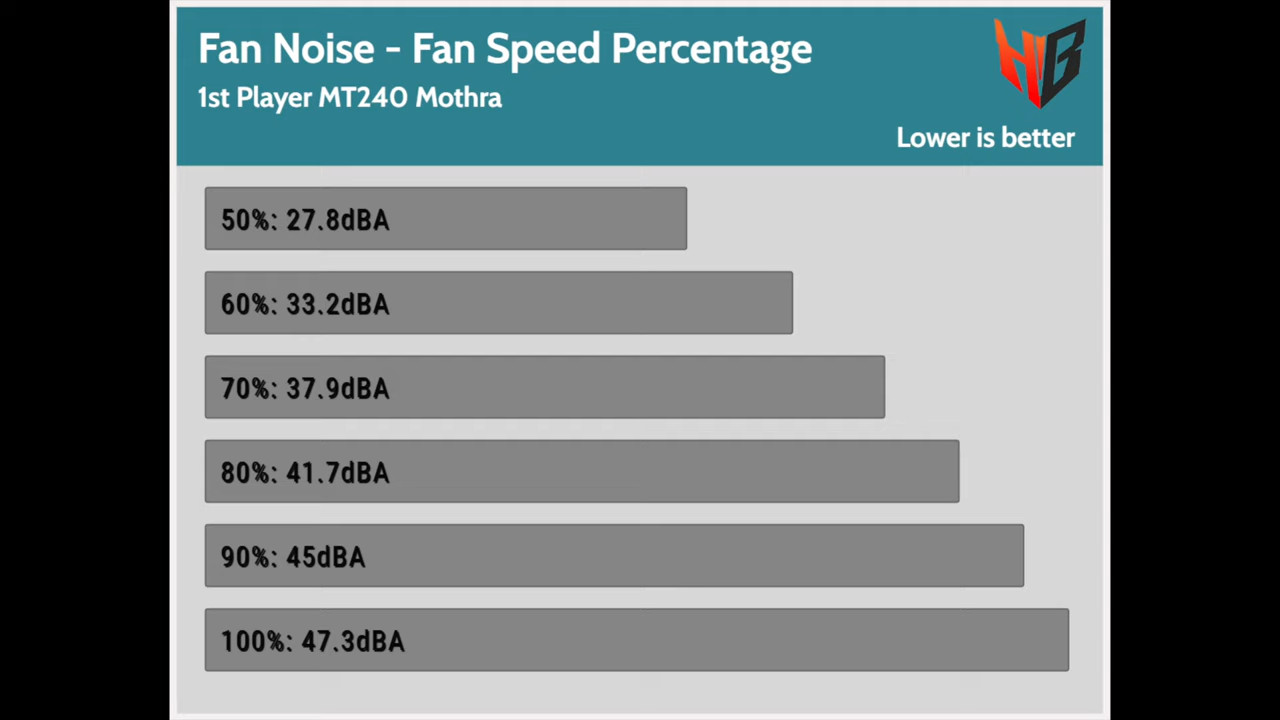 Fan Noise - Fan Speed Percentage
1st Player MT240 Mothra
HB
Lower is better
50%: 27.8dBA
60%: 33.2dBA
70%: 37.9dBA
80%: 41.7dBA
90%: 45dBA
100%: 47.3dBA